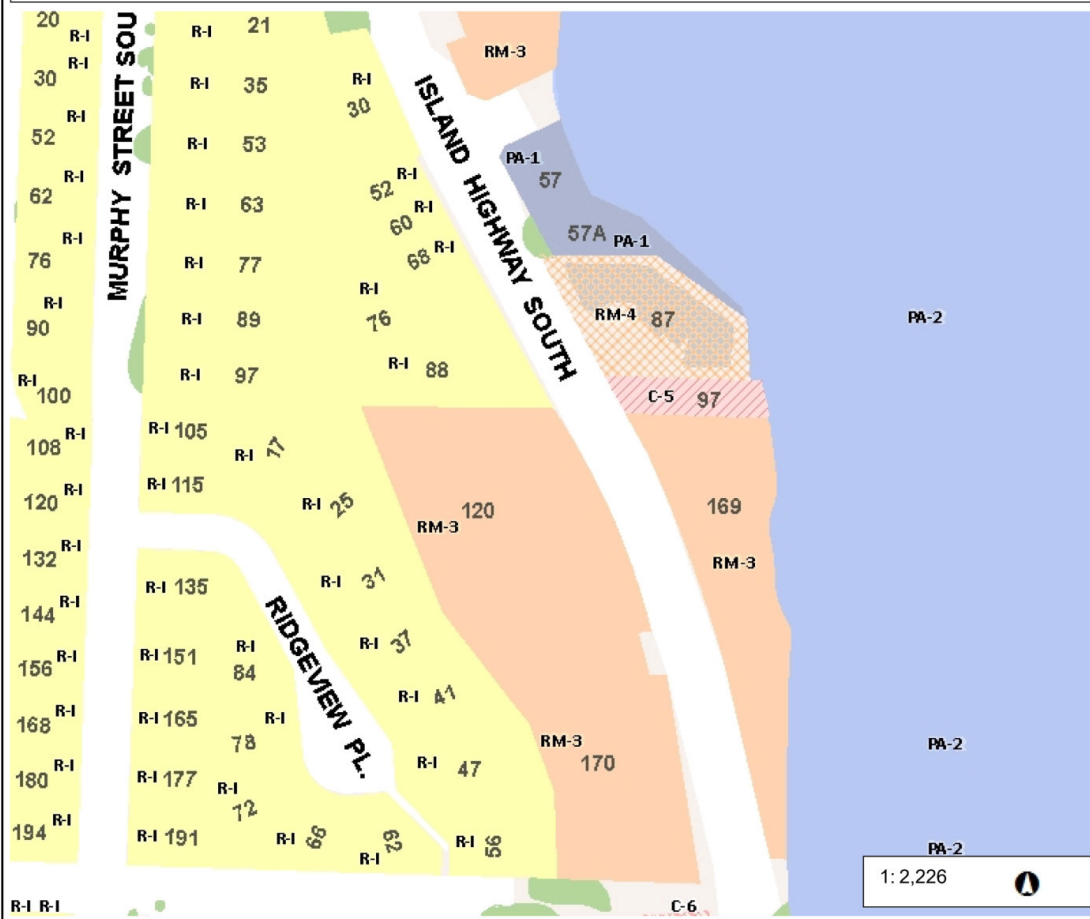 20
R-I
R-I
30
R-I
52
R-I
62
R-I
76
R-I
90
R-I
100
108 R-I
120 R-I
132 R-I
144 R-I
156 R-I
168 R-I
180 R-I
194 R-I
R-I R-I
MURPHY STREET SOU
R-I 21
R-I 35
R-I 53
R-I 63
R-I 77
R-I 89
R-I 97
R-I 105
R-I 115
R-I 17
R-I 25
R-I 31
R-I 37
R-I 41
R-I 47
R-I 56
R-I 135
R-I 151
R-I 165
R-I 177
R-I 191
R-I
84
R-I
78
R-I
72
R-I 66
R-I 62
RIDGEVIEW PL.
R-I
30
R-I
52
R-I
60
R-I
68
R-I
76
R-I 88
ISLAND HIGHWAY SOUTH
RM-3
PA-1
57
57A PA-1
RM-4 87
C-5 97
120
RM-3
169
RM-3
RM-3
170
PA-2
PA-2
PA-2
C-6
1: 2,226